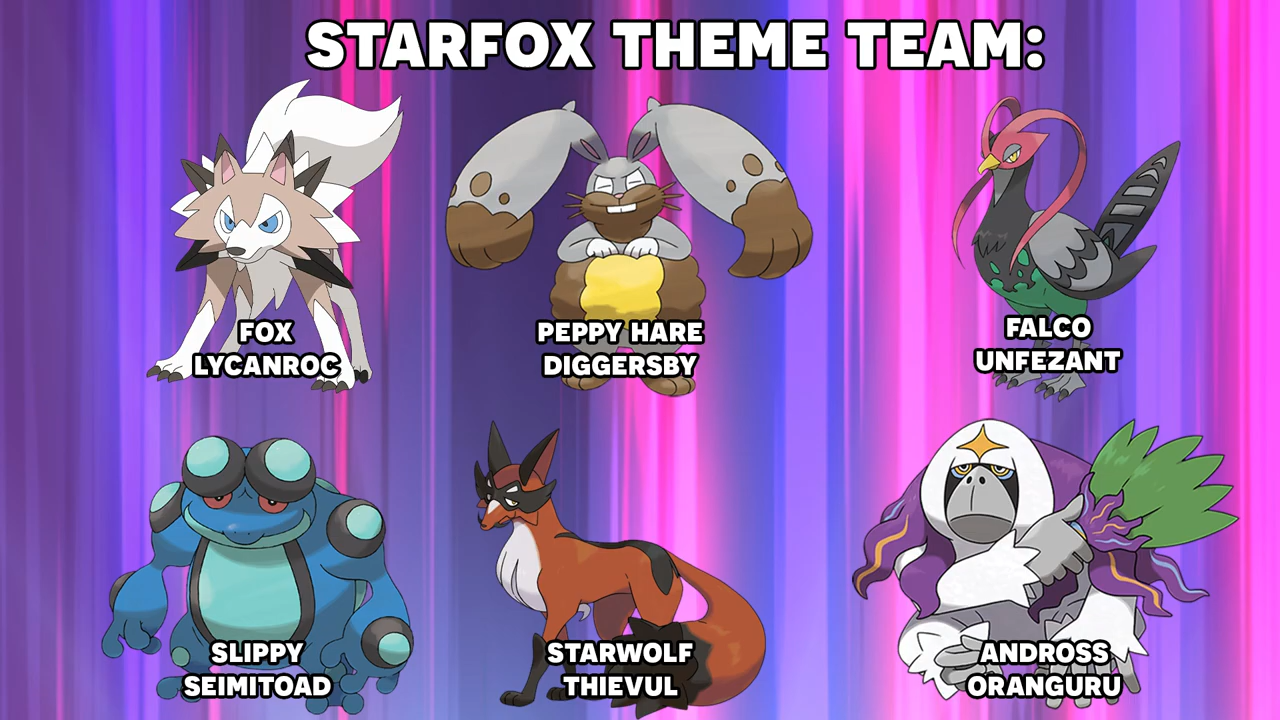 STARFOX THEME TEAM:
FOX
LYCANROC
PEPPY HARE
DIGGERSBY
FALCO
UNFEZANT
SLIPPY
SEIMITOAD
STARWOLF
THIEVUL
ANDROSS
ORANGURU